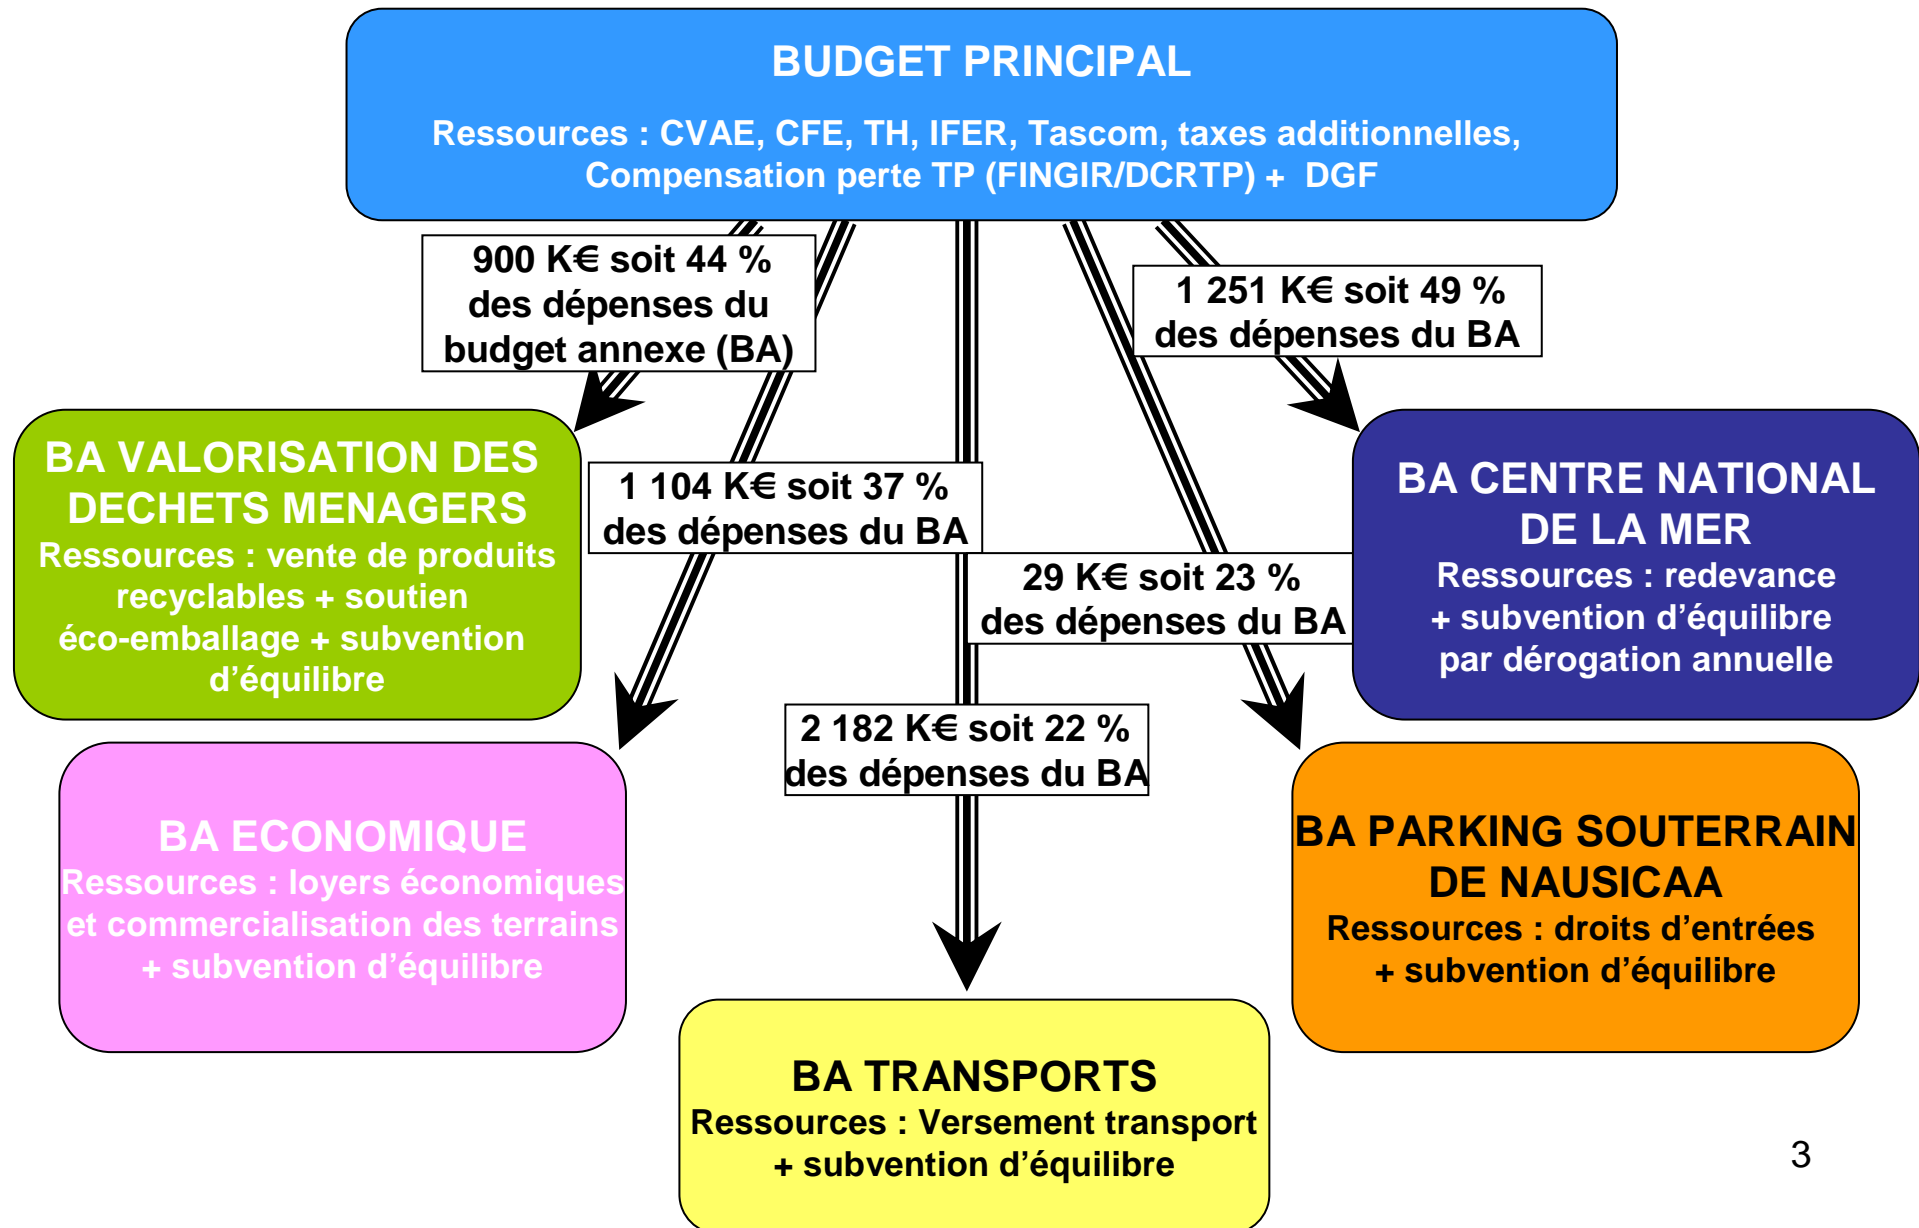 BUDGET PRINCIPAL
Ressources : CVAE, CFE, TH, IFER, Tascom, taxes additionnelles,
Compensation perte TP (FINGIR/DCRTP) + DGF
900 K€ soit 44 %
des dépenses du
budget annexe (BA)
1 251 K€ soit 49 %
des dépenses du BA
BA VALORISATION DES
DECHETS MENAGERS
Ressources : vente de produits
recyclables + soutien
éco-emballage + subvention
d’équilibre
1 104 K€ soit 37 %
des dépenses du BA
29 K€ soit 23 %
des dépenses du BA
BA CENTRE NATIONAL
DE LA MER
Ressources : redevance
+ subvention d’équilibre
par dérogation annuelle
2 182 K€ soit 22 %
des dépenses du BA
BA ECONOMIQUE
Ressources : loyers économiques
et commercialisation des terrains
+ subvention d’équilibre
BA PARKING SOUTERRAIN
DE NAUSICAA
Ressources : droits d’entrées
+ subvention d’équilibre
BA TRANSPORTS
Ressources : Versement transport
+ subvention d’équilibre
3